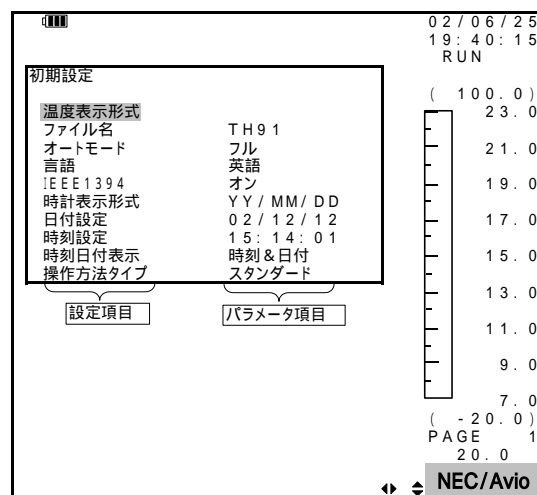 02/06/25
19:40:15
RUN
初期設定
温度表示形式
ファイル名 TH91
オートモード フル
言語 英語
IEEE1394 オン
時計表示形式 YY/MM/DD
日付設定 02/12/12
時刻設定 15:14:01
時刻日付表示 時刻&日付
操作方法タイプ スタンダード
設定項目 パラメータ項目
( 100.0)
23.0
21.0
19.0
17.0
15.0
13.0
11.0
9.0
7.0
( -20.0)
PAGE 1
20.0
NEC/Avio